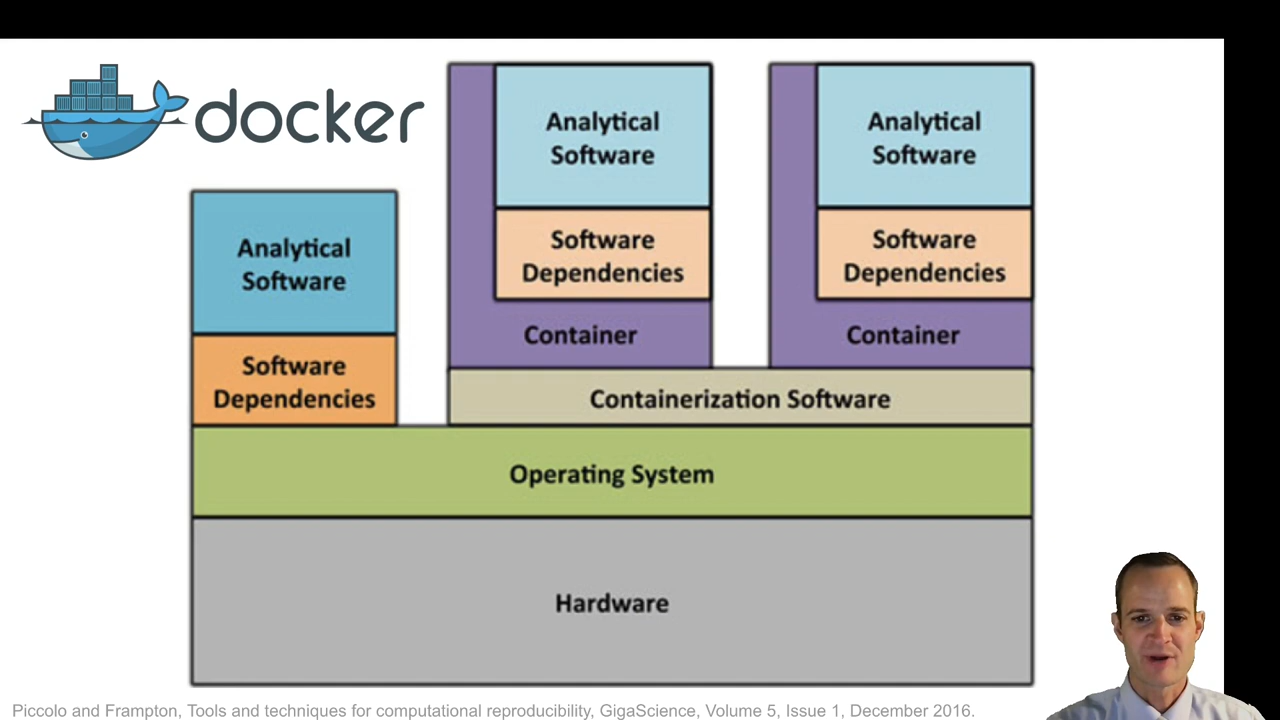 docker
Analytical
Software
Software
Dependencies
Analytical
Software
Software
Dependencies
Container
Analytical
Software
Software
Dependencies
Container
Containerization Software
Operating System
Hardware
Piccolo and Frampton, Tools and techniques for computational reproducibility, GigaScience, Volume 5, Issue 1, December 2016.